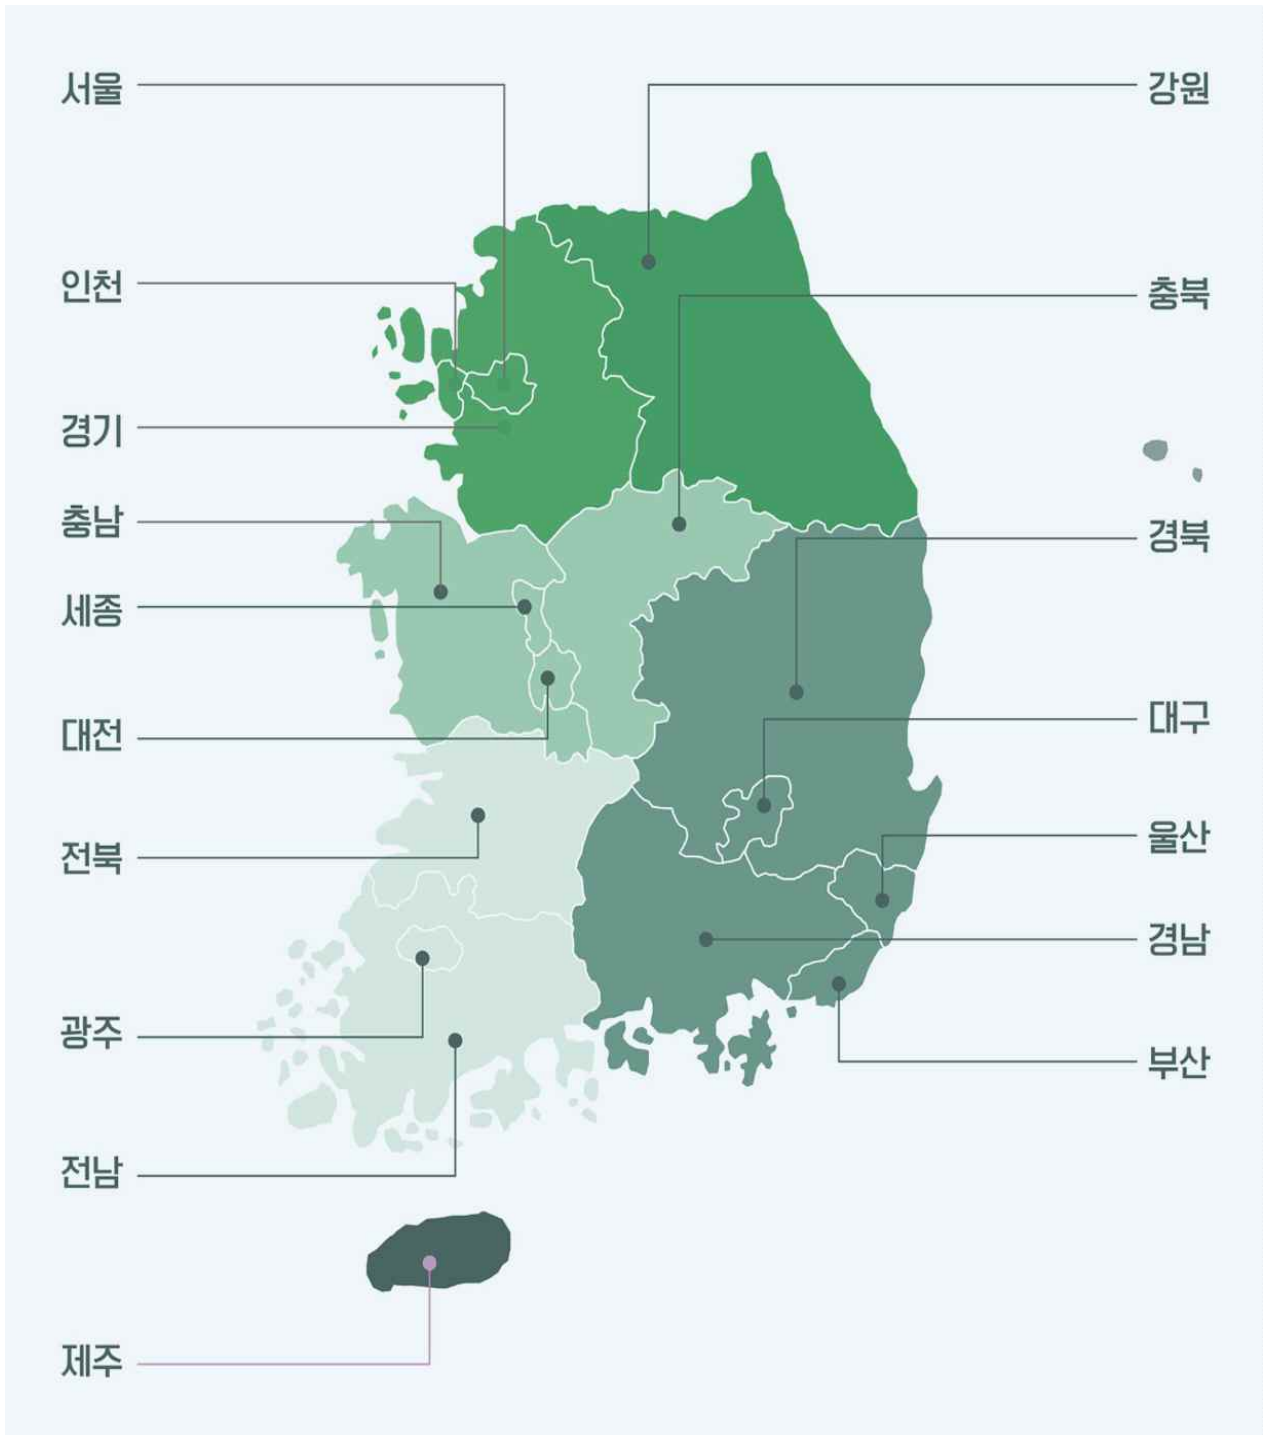 서울
인천
경기
충남
세종
대전
전북
광주
전남
제주
강원
충북
경북
대구
울산
경남
부산